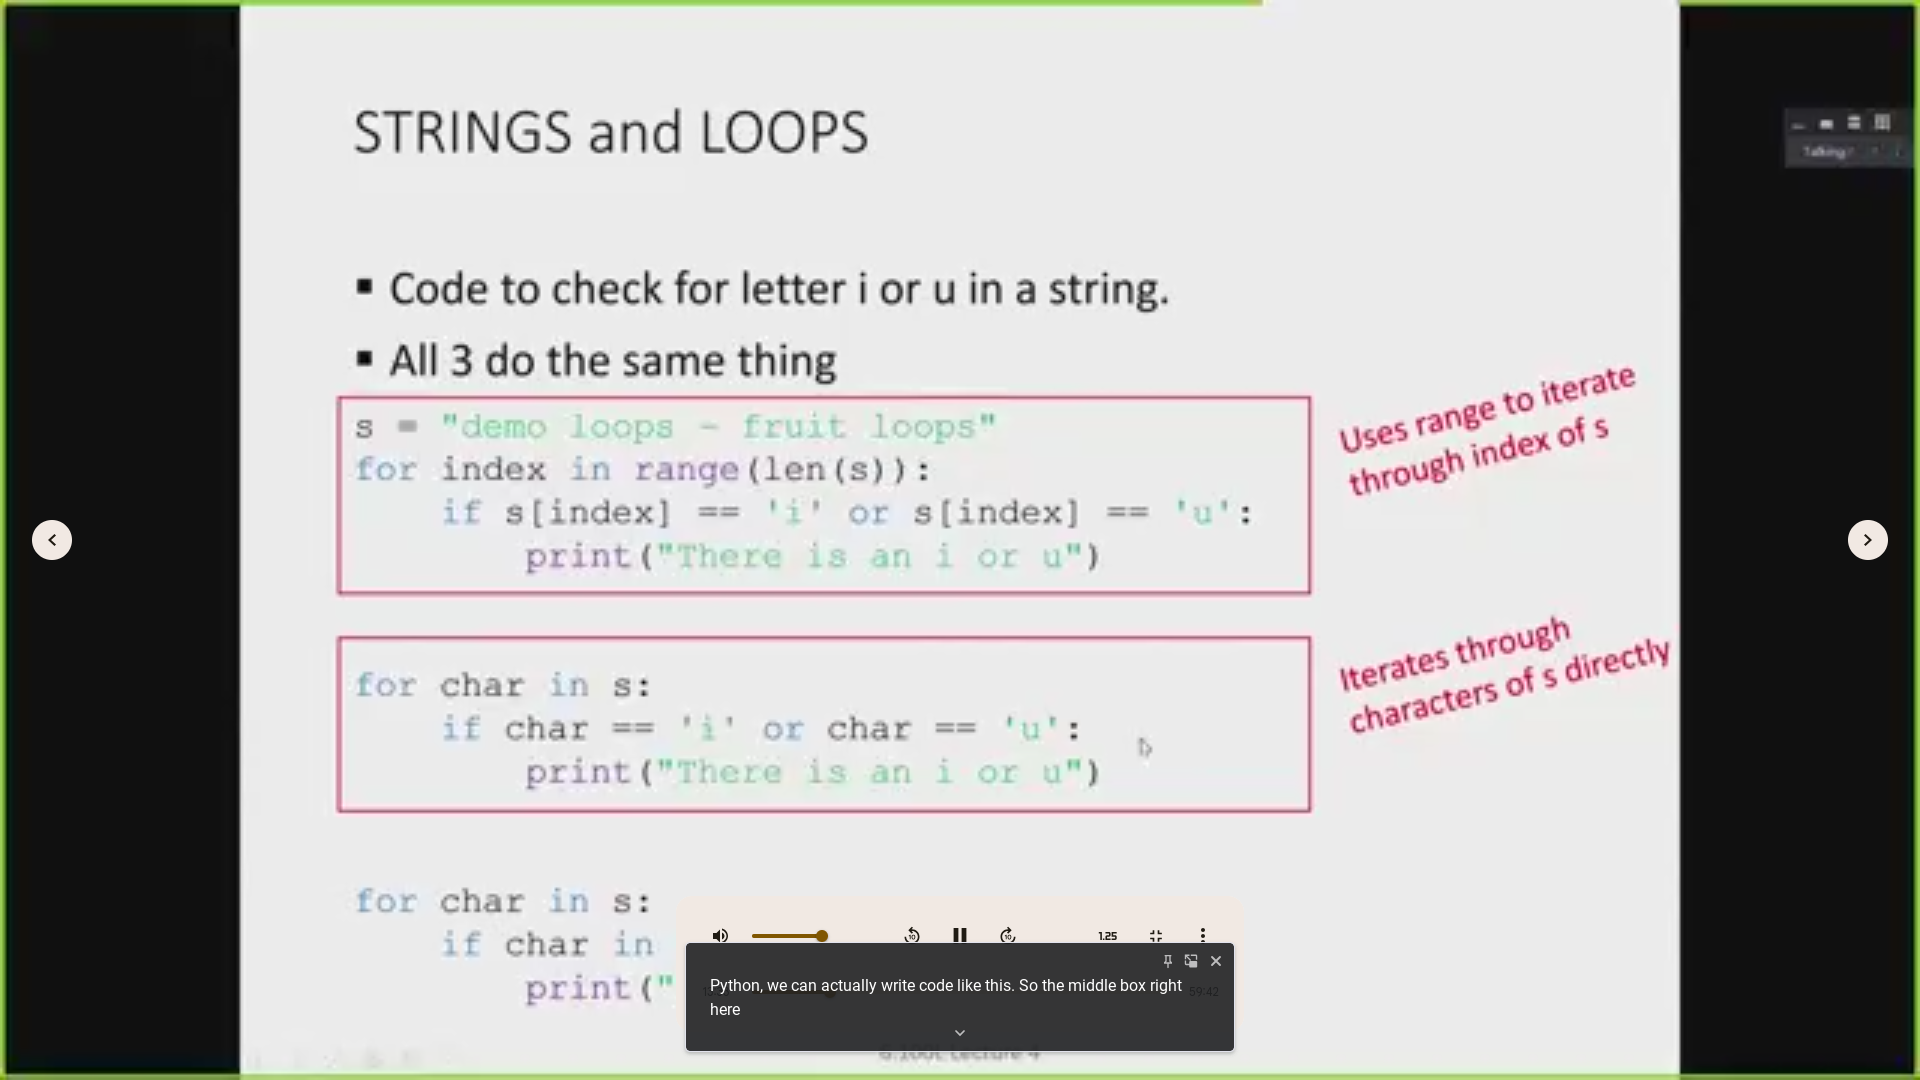 STRINGS and LOOPS
Talking:
▪ Code to check for letter i or u in a string.
▪ All 3 do the same thing
s = "demo loops - fruit loops"
for index in range(len(s)):
    if s[index] == 'i' or s[index] == 'u':
        print("There is an i or u")
Uses range to iterate
through index of s
for char in s:
    if char == 'i' or char == 'u':
        print("There is an i or u")
Iterates through
characters of s directly
for char in s:
    if char in
        print("
1.25
Python, we can actually write code like this. So the middle box right
here
59:42
6.100L Lecture 4